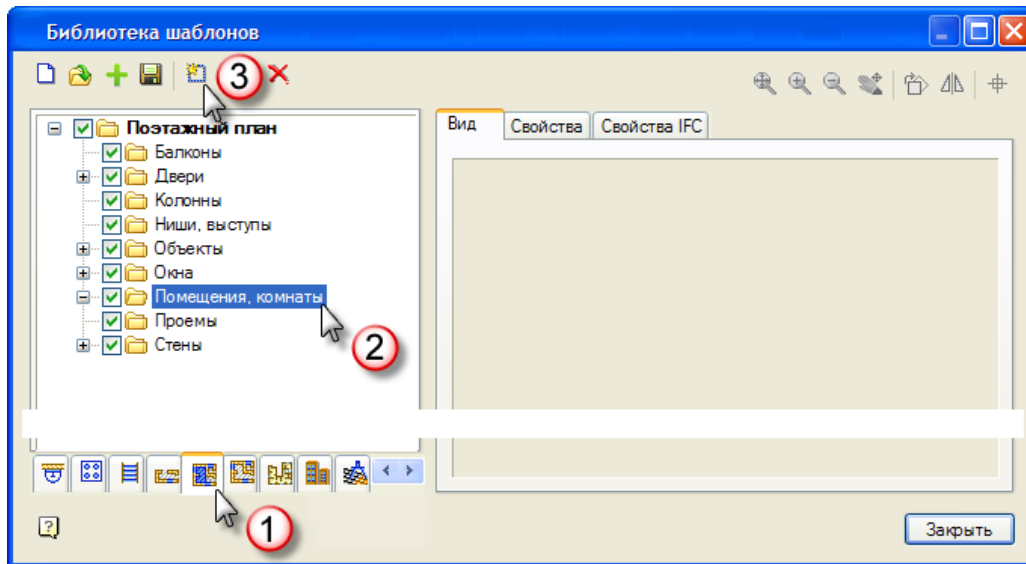 Библиотека шаблонов
3
Поэтажный план
Балконы
Двери
Колонны
Ниши, выступы
Объекты
Окна
Помещения, комнаты
Проемы
Стены
2
Вид Свойства Свойства IFC
1
?
Закрыть